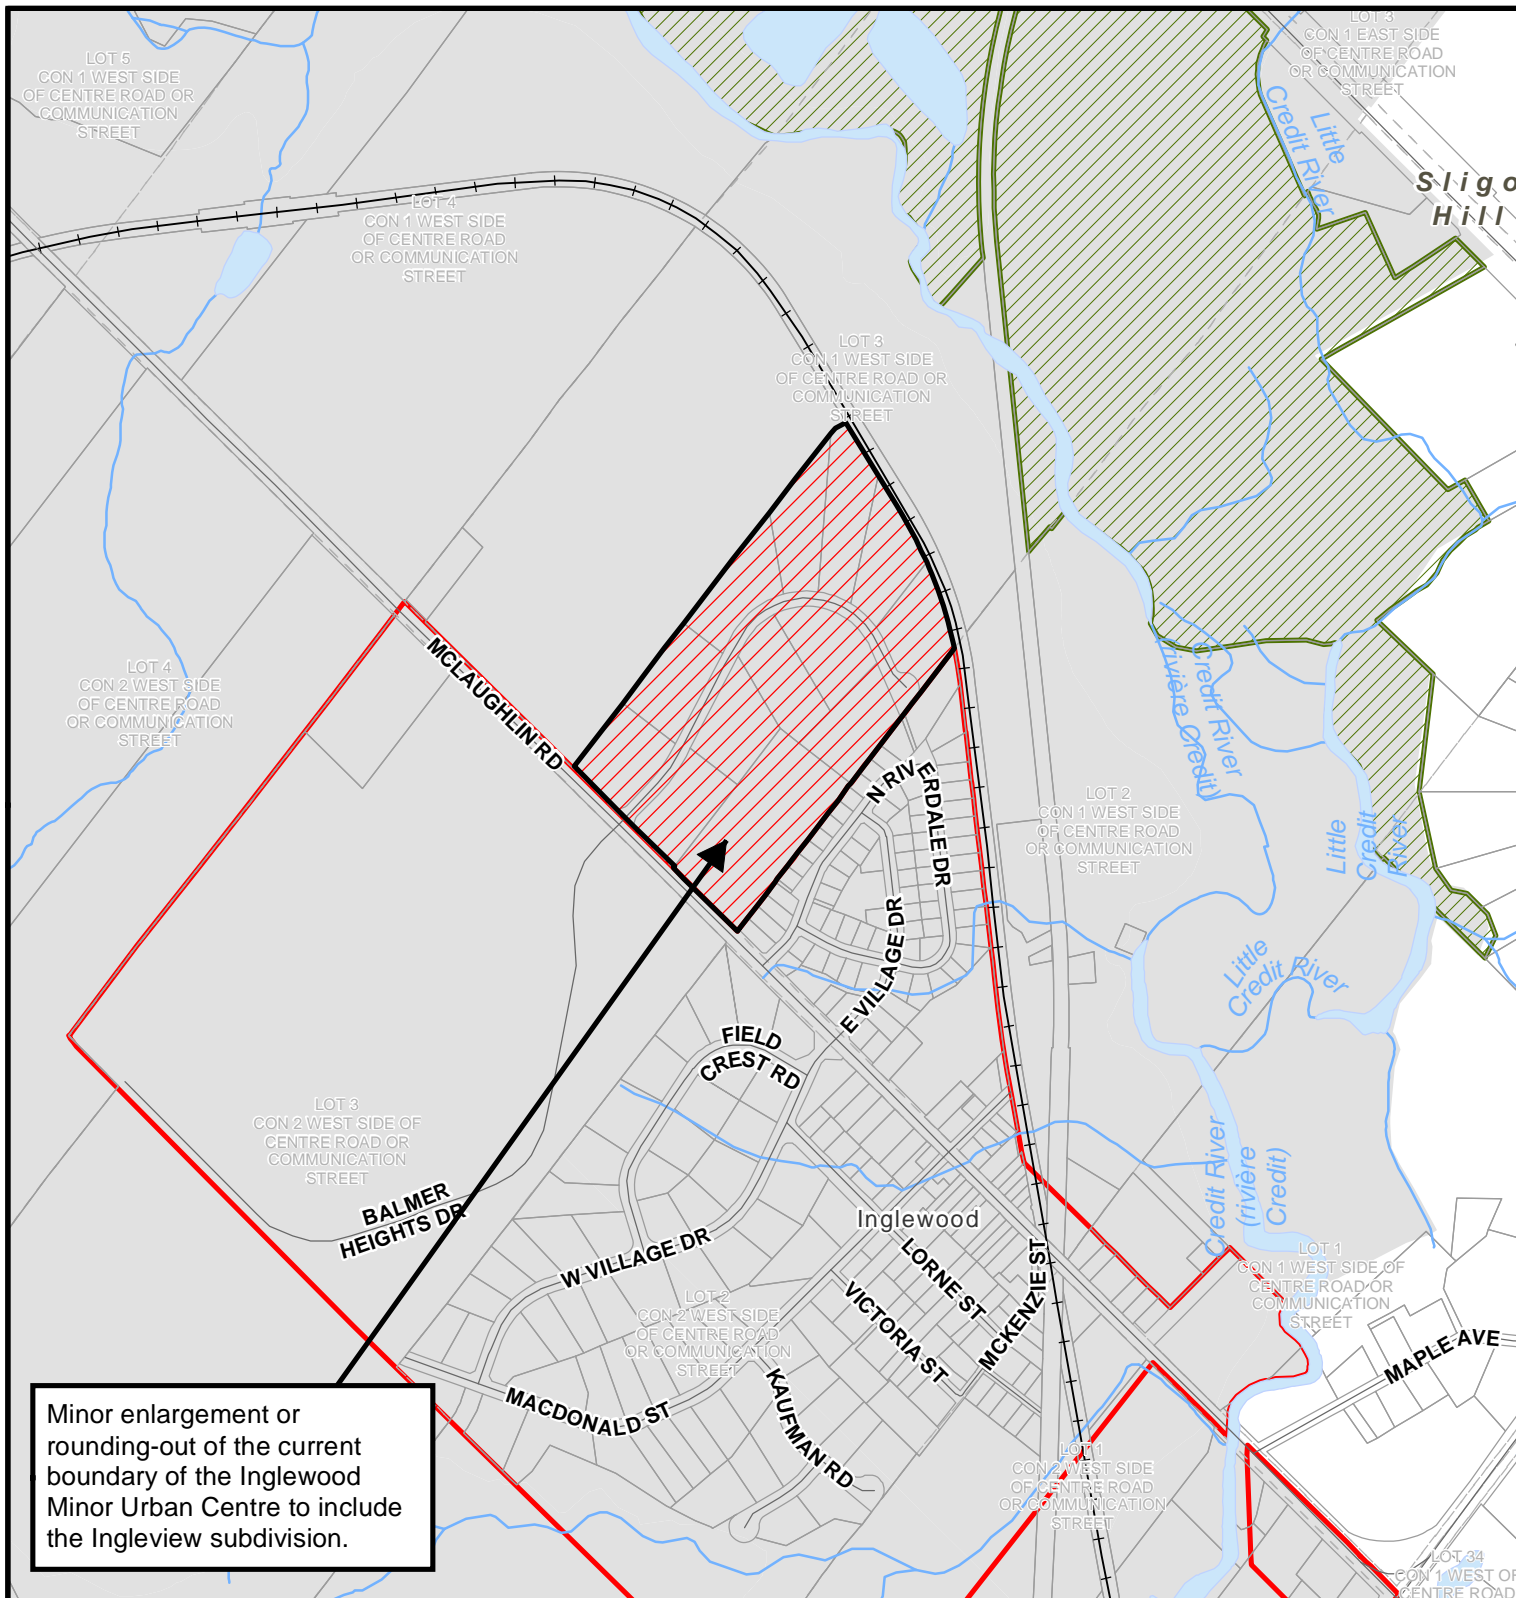 LOT 5
CON 1 WEST SIDE
OF CENTRE ROAD OR
COMMUNICATION
STREET
LOT 3
CON 1 EAST SIDE
OF CENTRE ROAD
OR COMMUNICATION
STREET
Little
Credit River
Sligo
Hill
LOT 4
CON 1 WEST SIDE
OF CENTRE ROAD
OR COMMUNICATION
STREET
LOT 3
CON 1 WEST SIDE
OF CENTRE ROAD OR
COMMUNICATION
STREET
LOT 4
CON 2 WEST SIDE
OF CENTRE ROAD
OR COMMUNICATION
STREET
MCLAUGHLIN RD
Credit River
(rivière Credit)
N RIVERDALE DR
LOT 2
CON 1 WEST SIDE
OF CENTRE ROAD
OR COMMUNICATION
STREET
Little
Credit
River
E VILLAGE DR
Little
Credit River
FIELD
CREST RD
LOT 3
CON 2 WEST SIDE OF
CENTRE ROAD OR
COMMUNICATION
STREET
BALMER
HEIGHTS DR
Credit River
(rivière
Credit)
Inglewood
W VILLAGE DR
LORNE ST
VICTORIA ST
MCKENZIE ST
LOT 1
CON 1 WEST SIDE OF
CENTRE ROAD OR
COMMUNICATION
STREET
LOT 2
CON 2 WEST SIDE
OF CENTRE ROAD
OR COMMUNICATION
STREET
MAPLE AVE
MACDONALD ST
KAUFMAN RD
Minor enlargement or
rounding-out of the current
boundary of the Inglewood
Minor Urban Centre to include
the Ingleview subdivision.
LOT 1
CON 2 WEST SIDE
OF CENTRE ROAD
OR COMMUNICATION
STREET
LOT 34
CON 1 WEST OF
CENTRE ROAD